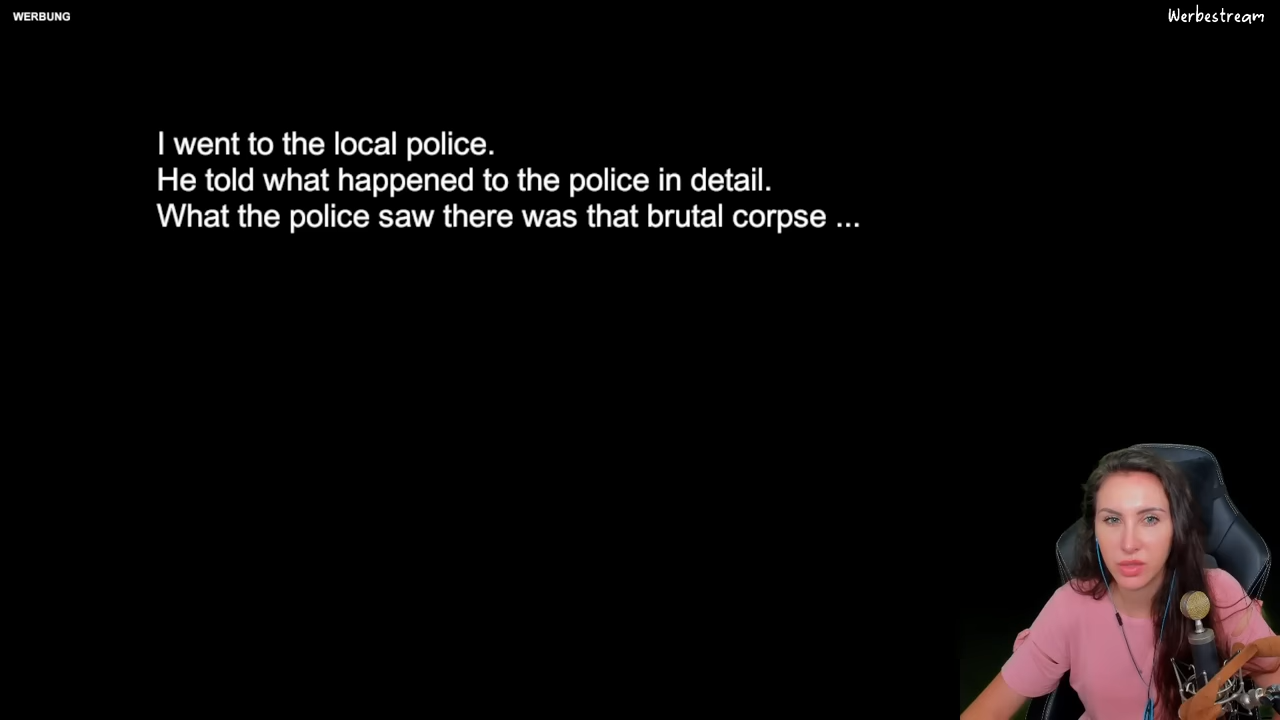 WERBUNG
Werbestream
I went to the local police.
He told what happened to the police in detail.
What the police saw there was that brutal corpse ...